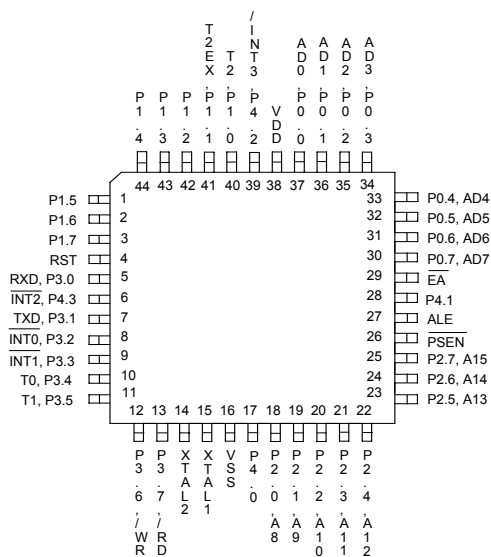 P1.4
P1.3
P1.2
T2EX, P1.1
T2, P1.0
/INT3, P4.2
VDD
AD0, P0.0
AD1, P0.1
AD2, P0.2
AD3, P0.3
44 43 42 41 40 39 38 37 36 35 34
P1.5 1
P1.6 2
P1.7 3
RST 4
RXD, P3.0 5
INT2, P4.3 6
TXD, P3.1 7
INT0, P3.2 8
INT1, P3.3 9
T0, P3.4 10
T1, P3.5 11
33 P0.4, AD4
32 P0.5, AD5
31 P0.6, AD6
30 P0.7, AD7
29 EA
28 P4.1
27 ALE
26 PSEN
25 P2.7, A15
24 P2.6, A14
23 P2.5, A13
12 13 14 15 16 17 18 19 20 21 22
P3.6, /WR
P3.7, /RD
XTAL2
XTAL1
VSS
P4.0
P2.0, A8
P2.1, A9
P2.2, A10
P2.3, A11
P2.4, A12